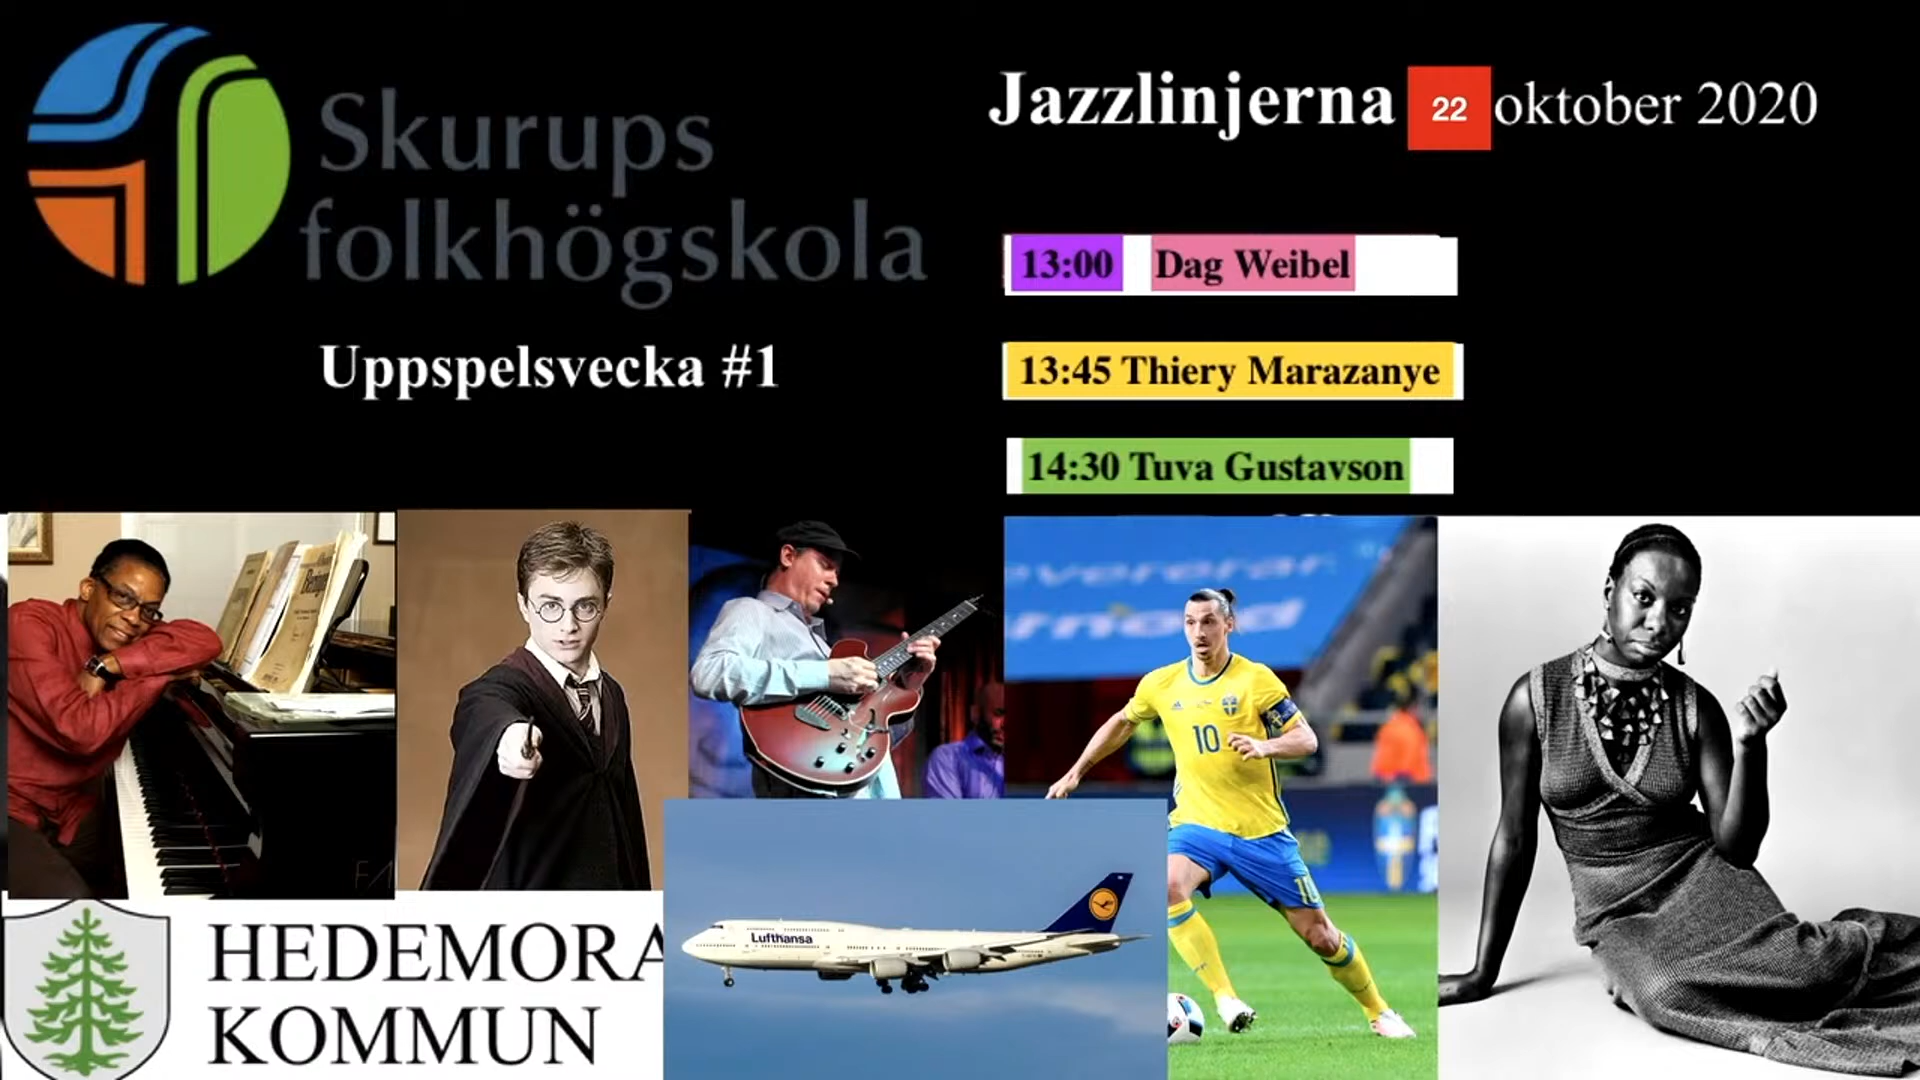 Skurups
folkhögskola
Uppspelsvecka #1
Jazzlinjerna 22 oktober 2020
13:00 Dag Weibel
13:45 Thiery Marazanye
14:30 Tuva Gustavson
10
10
Lufthansa
HEDEMORA
KOMMUN